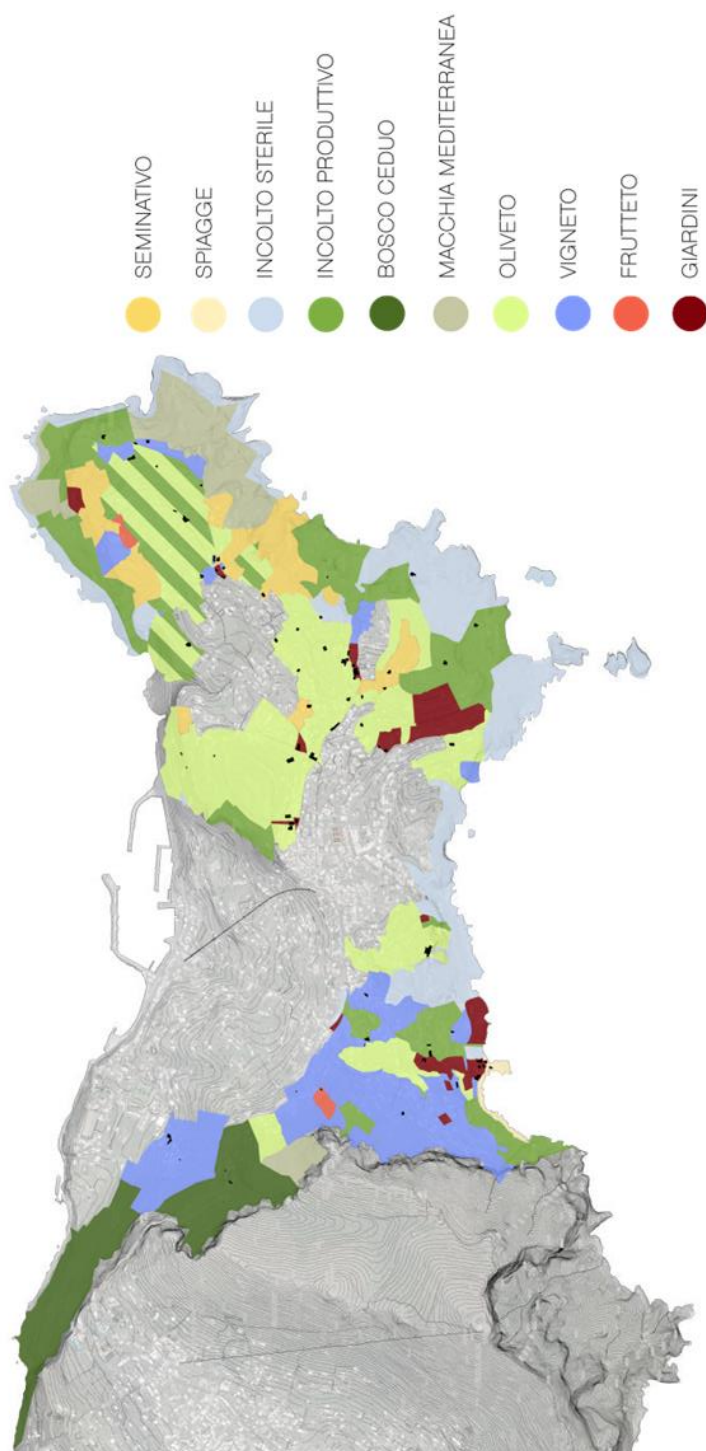 SEMINATIVO
SPIAGGE
INCOLTO STERILE
INCOLTO PRODUTTIVO
BOSCO CEDUO
MACCHIA MEDITERRANEA
OLIVETO
VIGNETO
FRUTTETO
GIARDINI